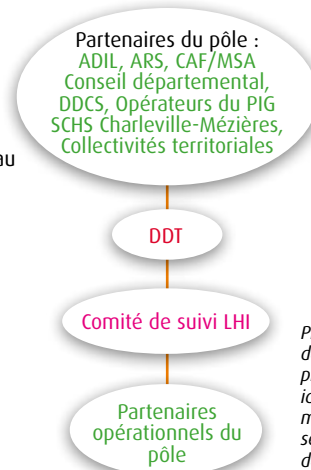 Partenaires du pôle :
ADIL, ARS, CAF/MSA
Conseil départemental,
DDCS, Opérateurs du PIG
SCHS Charleville-Mézières,
Collectivités territoriales
au
DDT
Comité de suivi LHI
Partenaires
opérationnels du
pôle